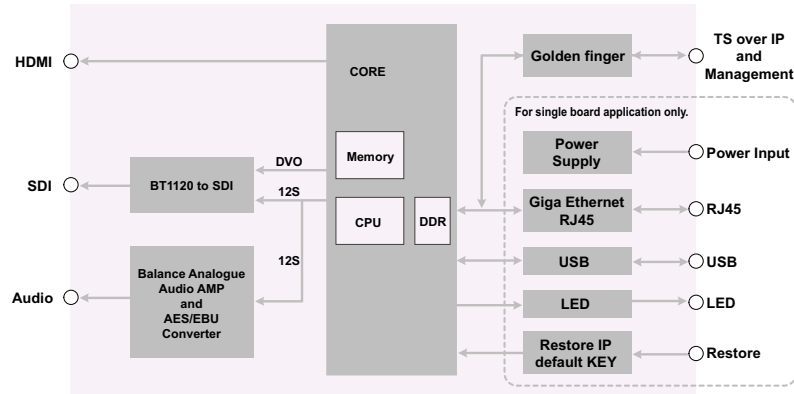 HDMI
SDI
Audio
DVO
12S
12S
BT1120 to SDI
Balance Analogue
Audio AMP
and
AES/EBU
Converter
CORE
Memory
CPU
DDR
Golden finger
For single board application only.
Power
Supply
Giga Ethernet
RJ45
USB
LED
Restore IP
default KEY
TS over IP
and
Management
Power Input
RJ45
USB
LED
Restore